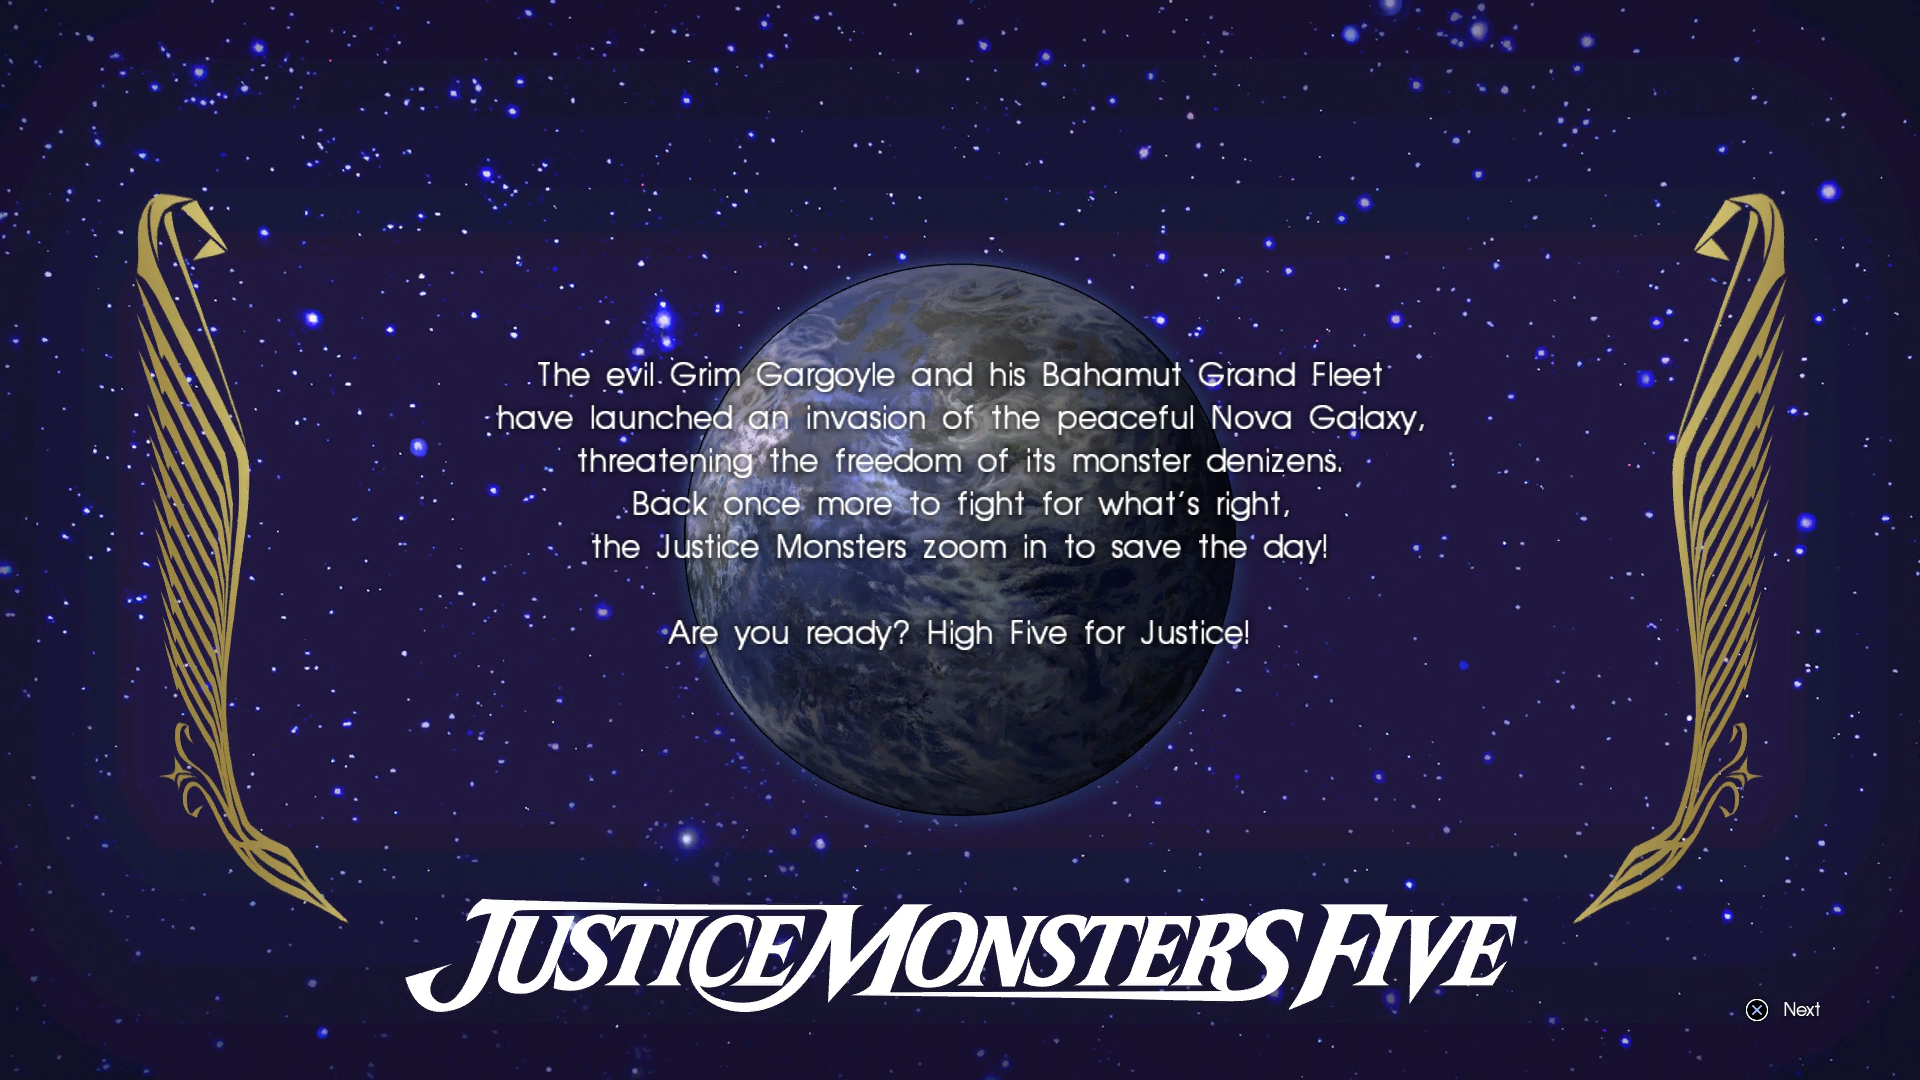 The evil Grim Gargoyle and his Bahamut Grand Fleet
have launched an invasion of the peaceful Nova Galaxy,
threatening the freedom of its monster denizens.
Back once more to fight for what's right,
the Justice Monsters zoom in to save the day!
Are you ready? High Five for Justice!
JUSTICE MONSTERS FIVE
Next